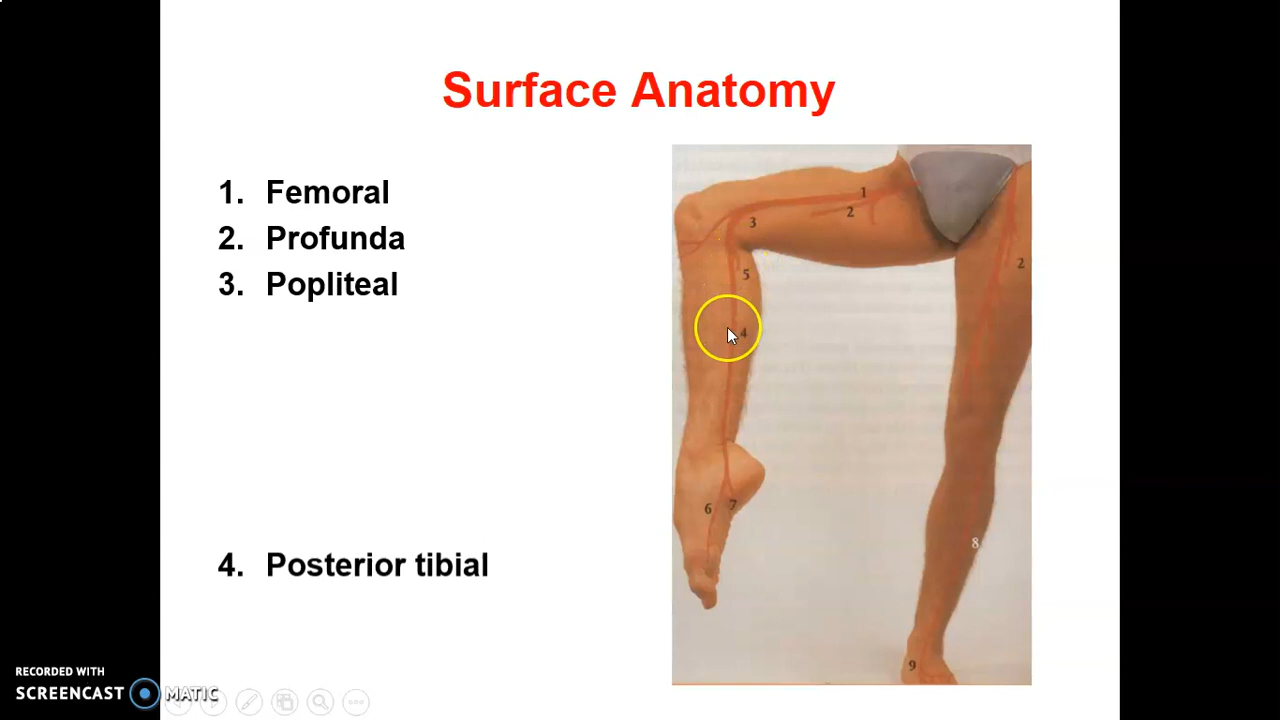 Surface Anatomy
1. Femoral
2. Profunda
3. Popliteal
4. Posterior tibial
1
2
3
2
5
4
6
7
8
9
RECORDED WITH
SCREENCAST MATIC